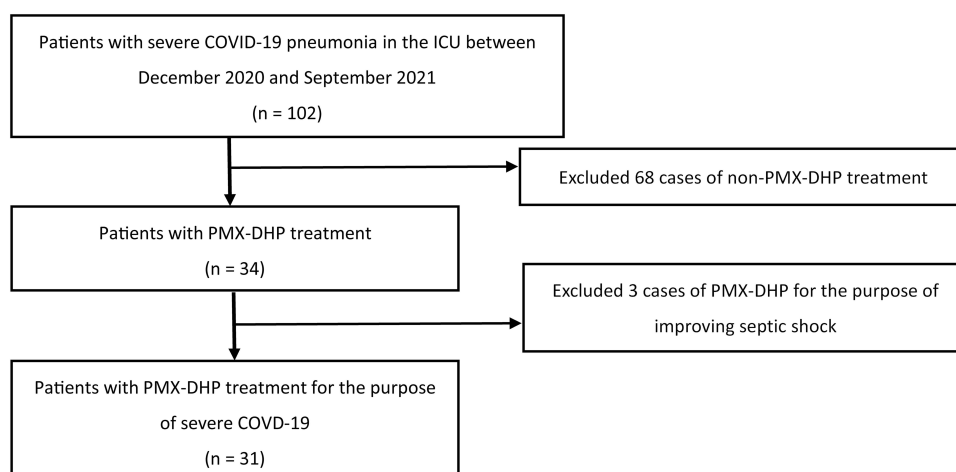 Patients with severe COVID-19 pneumonia in the ICU between
December 2020 and September 2021
(n = 102)
Excluded 68 cases of non-PMX-DHP treatment
Patients with PMX-DHP treatment
(n = 34)
Excluded 3 cases of PMX-DHP for the purpose of
improving septic shock
Patients with PMX-DHP treatment for the purpose
of severe COVD-19
(n = 31)